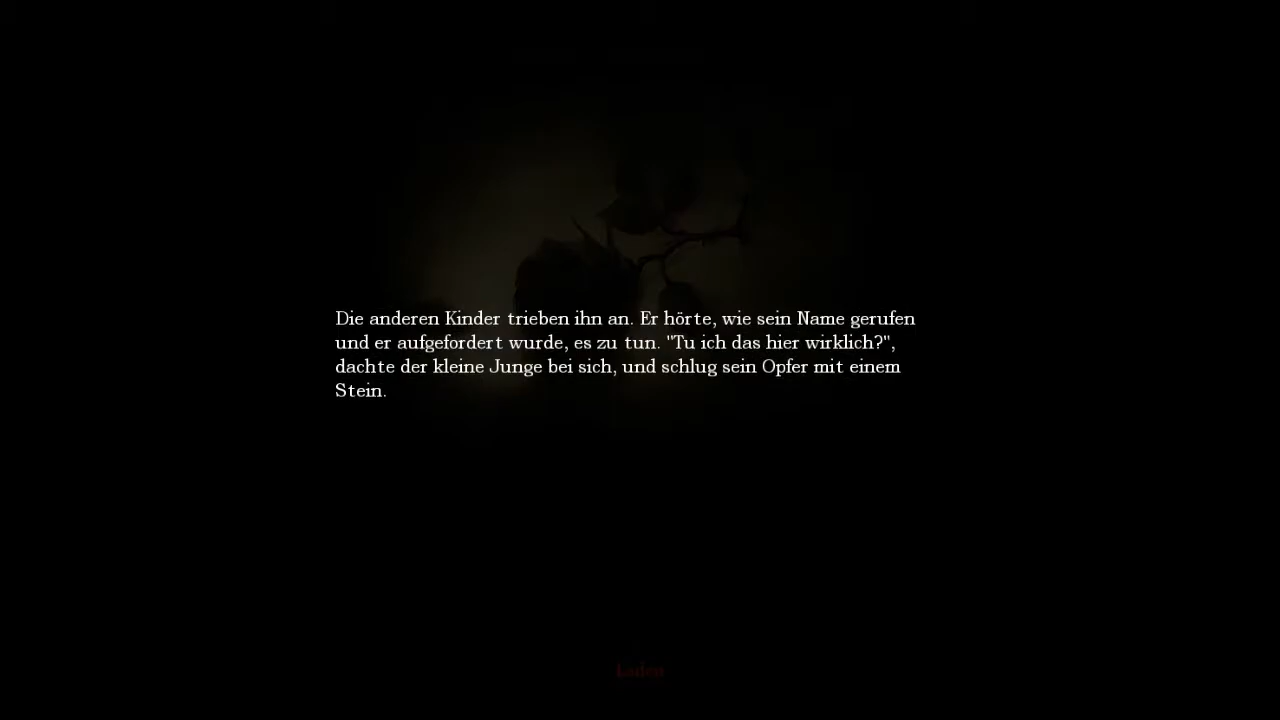 Die anderen Kinder trieben ihn an. Er hörte, wie sein Name gerufen
und er aufgefordert wurde, es zu tun. "Tu ich das hier wirklich?",
dachte der kleine Junge bei sich, und schlug sein Opfer mit einem
Stein.
Laden